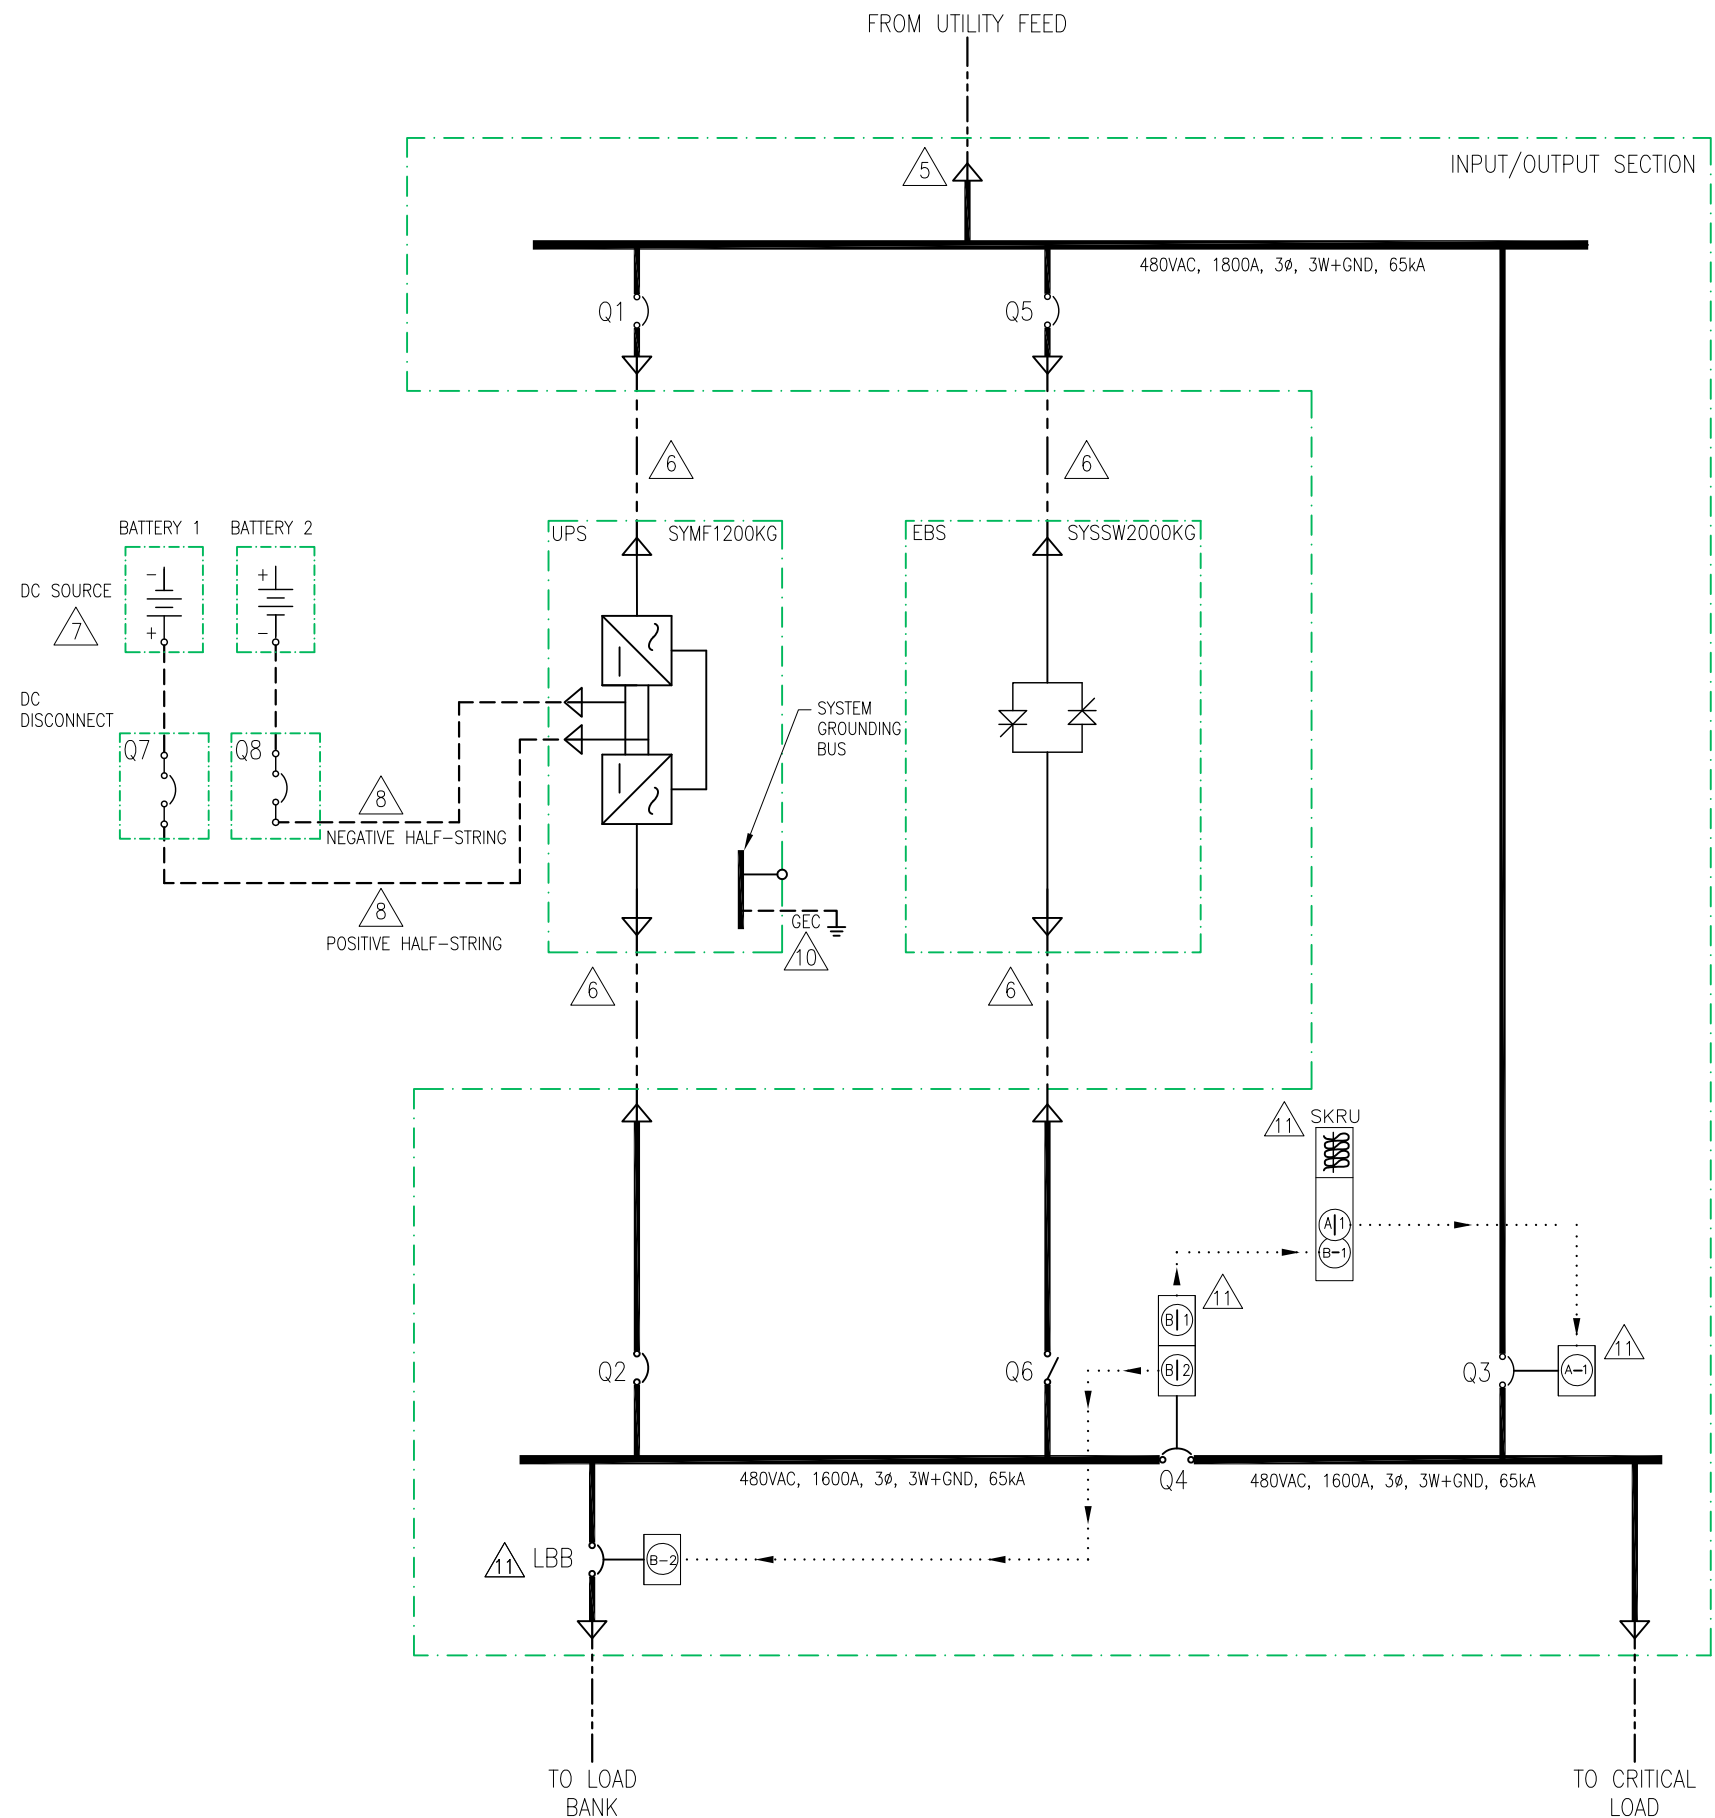 FROM UTILITY FEED
5
INPUT/OUTPUT SECTION
480VAC, 1800A, 3ø, 3W+GND, 65kA
Q1
Q5
6
6
BATTERY 1
BATTERY 2
UPS
SYMF1200KG
EBS
SYSSW2000KG
DC SOURCE
7
-
+
+
-
DC
DISCONNECT
Q7
Q8
SYSTEM
GROUNDING
BUS
8
NEGATIVE HALF-STRING
8
POSITIVE HALF-STRING
GEC
10
6
6
11
SKRU
A|1
B-1
11
B|1
B|2
Q2
Q6
Q3
A-1
11
480VAC, 1600A, 3ø, 3W+GND, 65kA
Q4
480VAC, 1600A, 3ø, 3W+GND, 65kA
11
LBB
B-2
TO LOAD
BANK
TO CRITICAL
LOAD